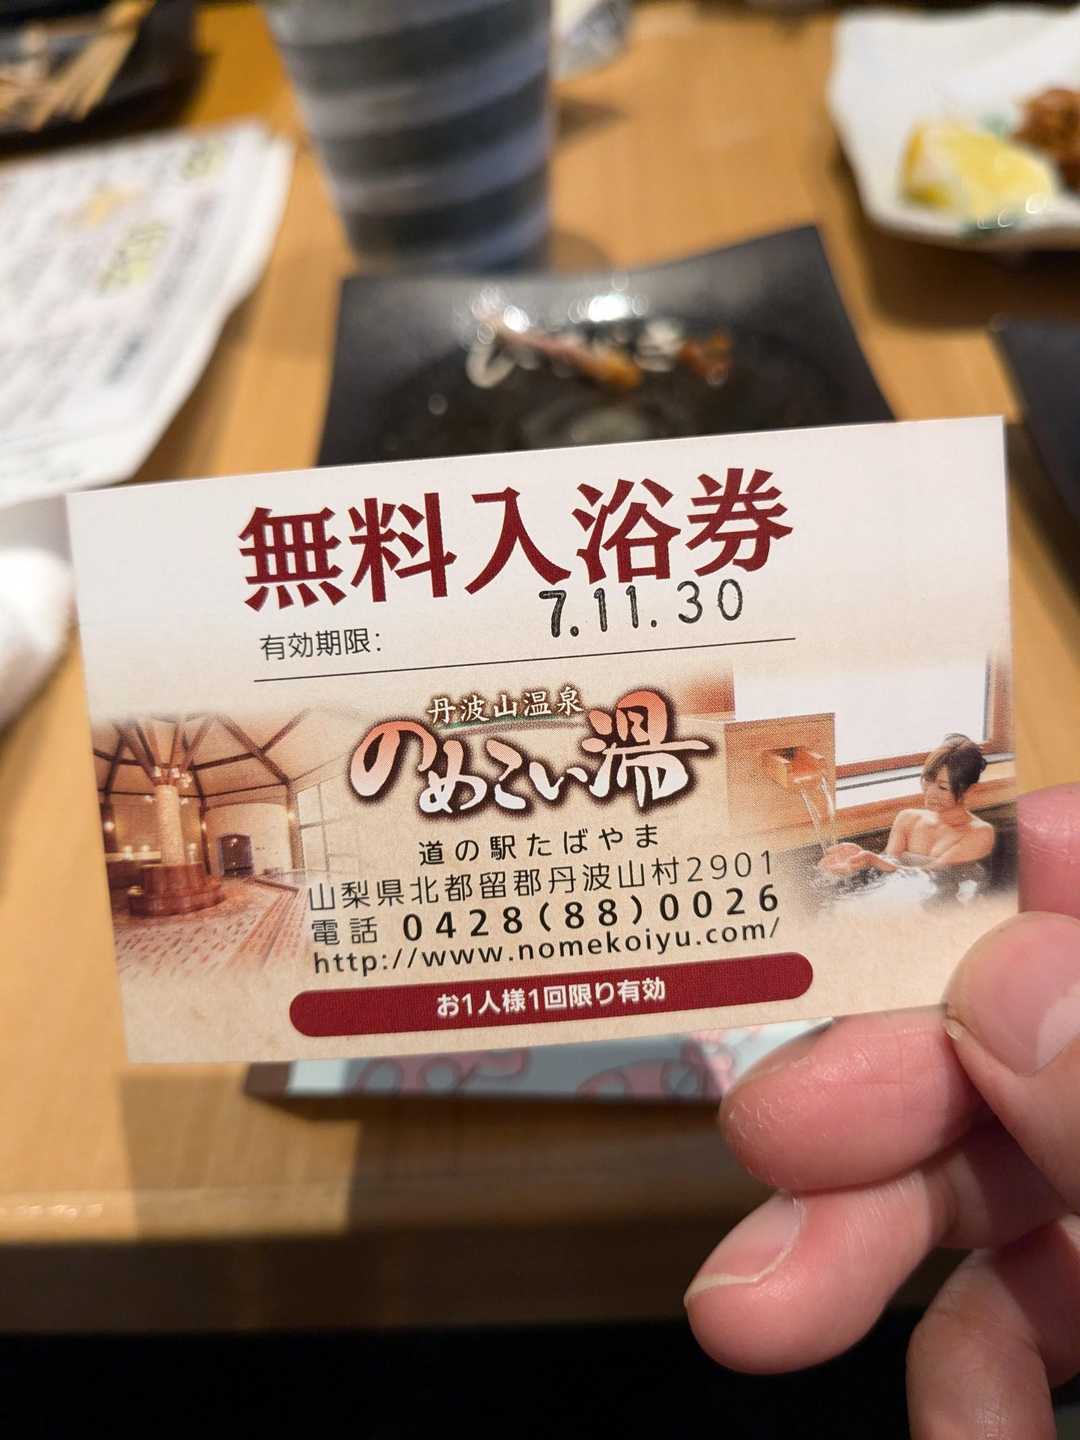 無料入浴券
有効期限: 7.11.30
丹波山温泉
のめこい湯
道の駅たばやま
山梨県北都留郡丹波山村2901
電話 0428(88)0026
http://www.nomekoiyu.com/
お1人様1回限り有効